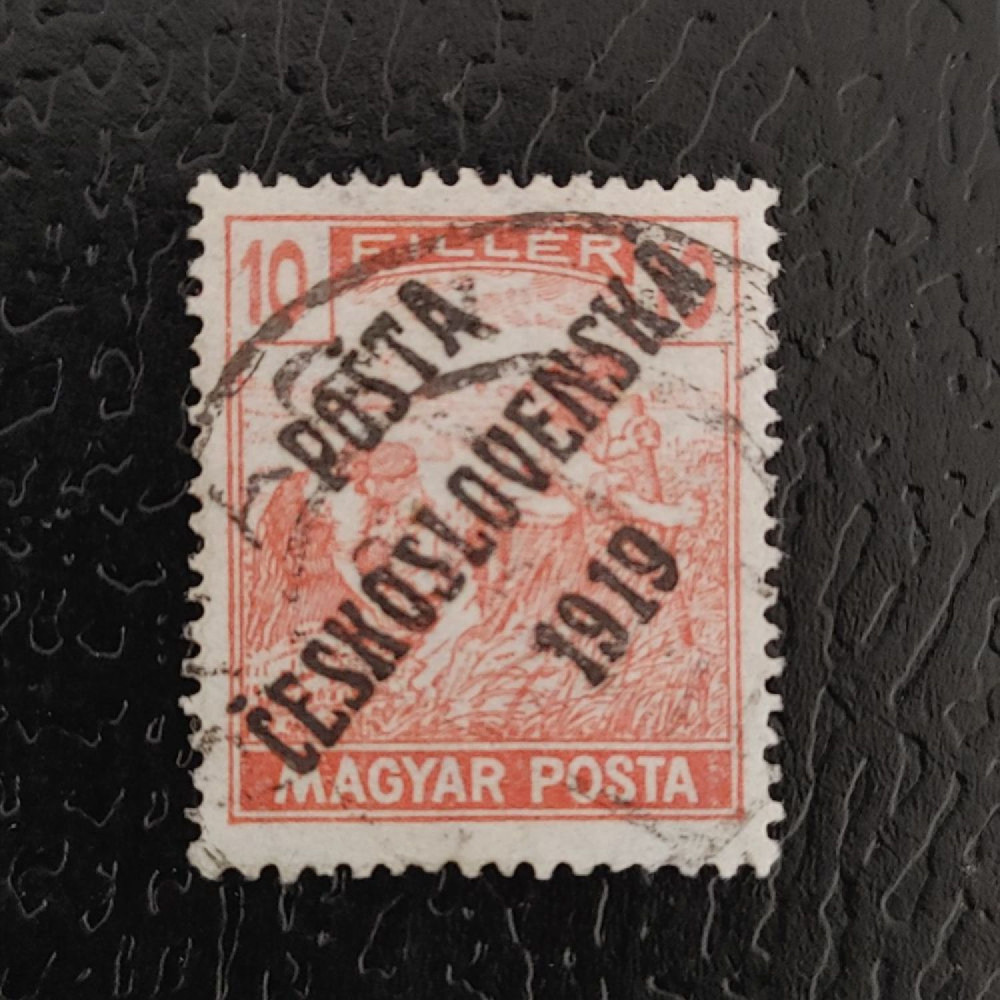 10 FILLÉR 10
POŠTA
ČESKOSLOVENSKÁ
1919
MAGYAR POSTA